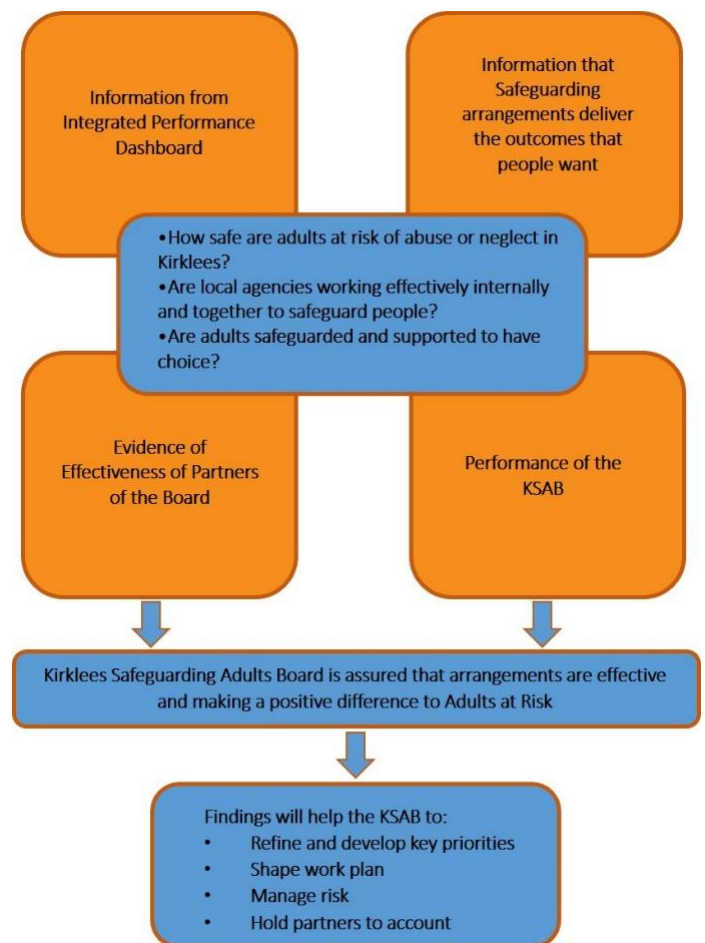 Information from
Integrated Performance
Dashboard
Information that
Safeguarding
arrangements deliver
the outcomes that
people want
•How safe are adults at risk of abuse or neglect in
Kirklees?
•Are local agencies working effectively internally
and together to safeguard people?
•Are adults safeguarded and supported to have
choice?
Evidence of
Effectiveness of Partners
of the Board
Performance of the
KSAB
Kirklees Safeguarding Adults Board is assured that arrangements are effective
and making a positive difference to Adults at Risk
Findings will help the KSAB to:
• Refine and develop key priorities
• Shape work plan
• Manage risk
• Hold partners to account